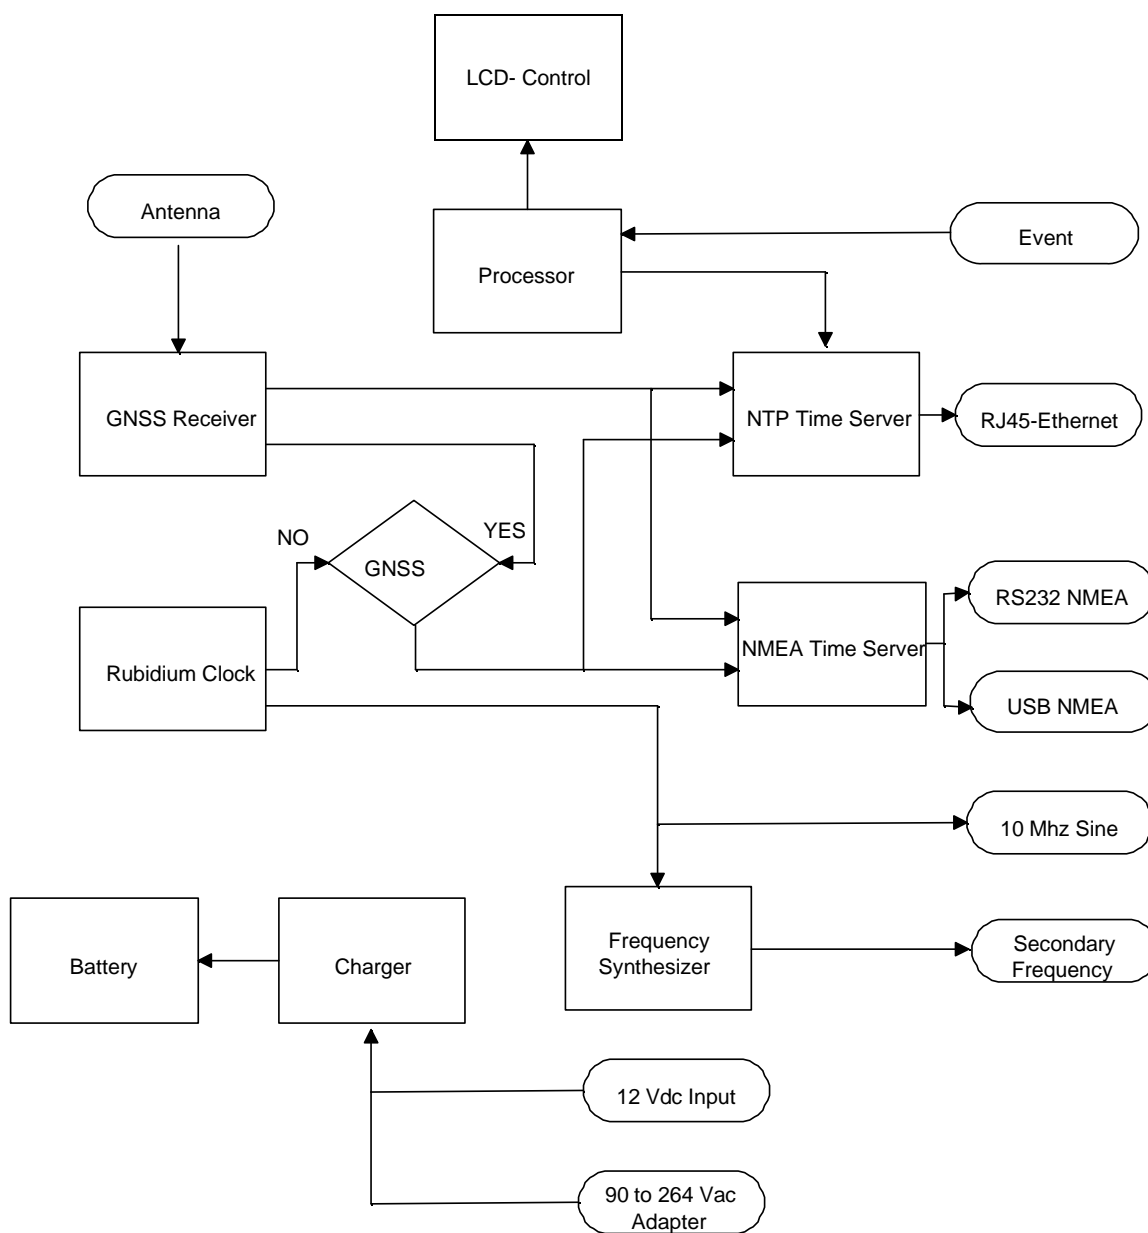 LCD- Control
Antenna
Processor
Event
GNSS Receiver
NTP Time Server
RJ45-Ethernet
NO
YES
GNSS
RS232 NMEA
Rubidium Clock
NMEA Time Server
USB NMEA
10 Mhz Sine
Battery
Charger
Frequency
Synthesizer
Secondary
Frequency
12 Vdc Input
90 to 264 Vac
Adapter